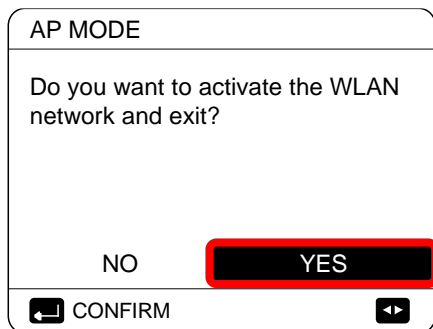 AP MODE
Do you want to activate the WLAN
network and exit?
NO YES
CONFIRM